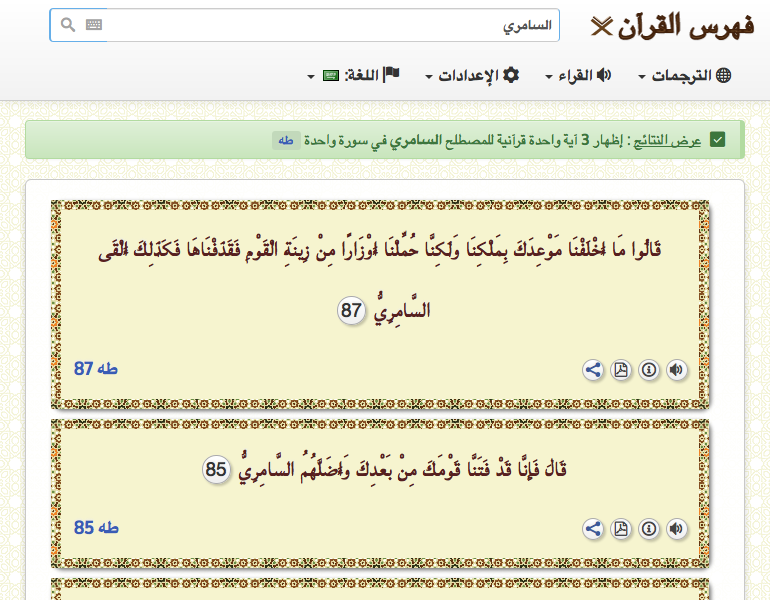 فهرس القرآن
السامري
الترجمات
القراء
الإعدادات
اللغة:
عرض النتائج : إظهار 3 آية واحدة قرآنية للمصطلح السامري في سورة واحدة طه
قَالُوا مَا أَخْلَفْنَا مَوْعِدَكَ بِمَلْكِنَا وَلَٰكِنَّا حُمِّلْنَا أَوْزَارًا مِنْ زِينَةِ الْقَوْمِ فَقَذَفْنَاهَا فَكَذَٰلِكَ أَلْقَى
السَّامِرِيُّ 87
طه 87
قَالَ فَإِنَّا قَدْ فَتَنَّا قَوْمَكَ مِنْ بَعْدِكَ وَأَضَلَّهُمُ السَّامِرِيُّ 85
طه 85